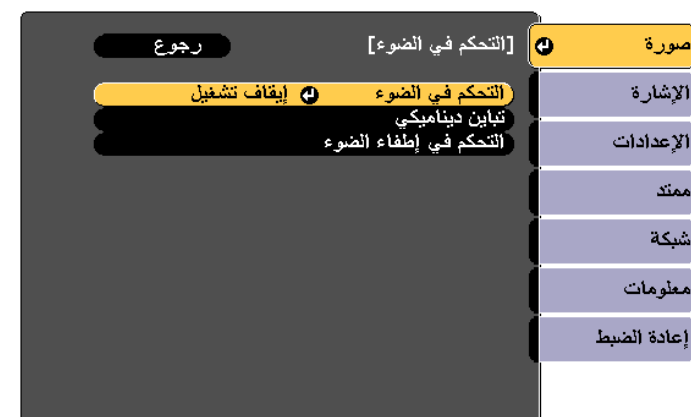 صورة
الإشارة
الإعدادات
ممتد
شبكة
معلومات
إعادة الضبط
[التحكم في الضوء] رجوع
التحكم في الضوء إيقاف تشغيل
تباين ديناميكي
التحكم في إطفاء الضوء